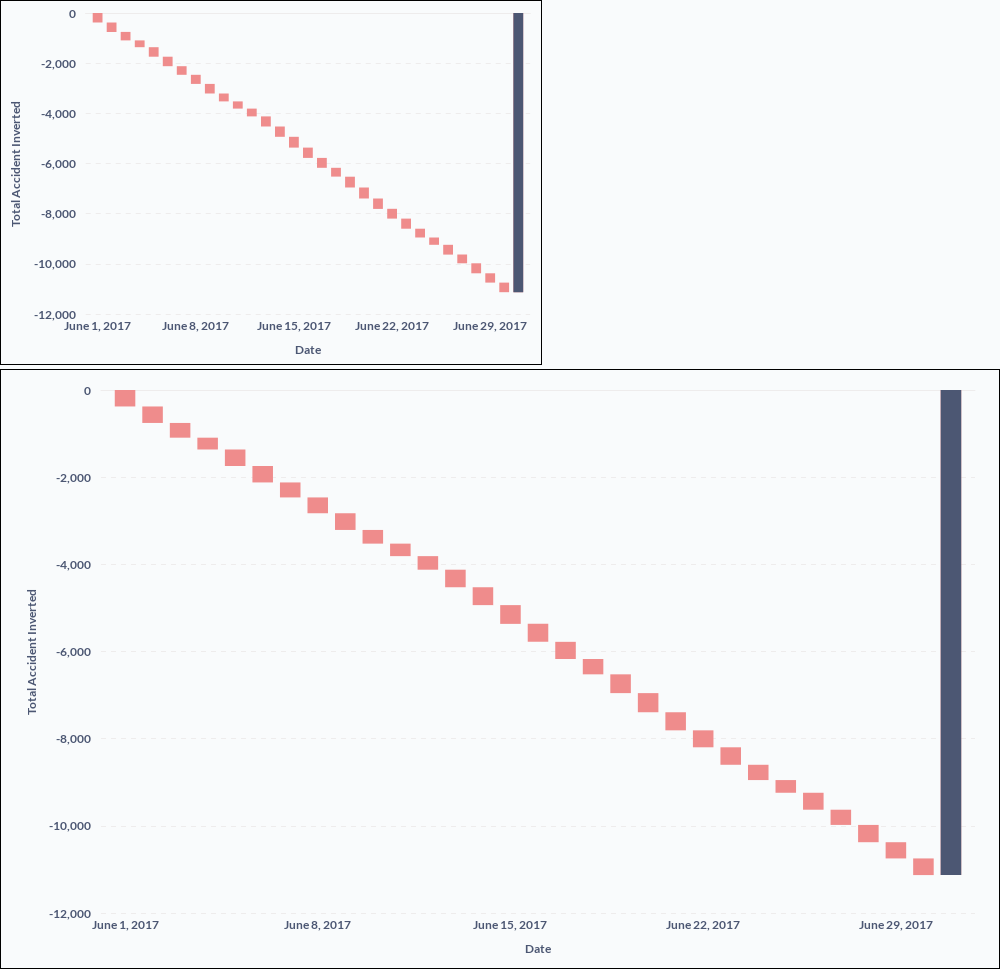 0
-2,000
-4,000
-6,000
-8,000
-10,000
-12,000
Total Accident Inverted
June 1, 2017 June 8, 2017 June 15, 2017 June 22, 2017 June 29, 2017
Date
0
-2,000
-4,000
-6,000
-8,000
-10,000
-12,000
Total Accident Inverted
June 1, 2017 June 8, 2017 June 15, 2017 June 22, 2017 June 29, 2017
Date